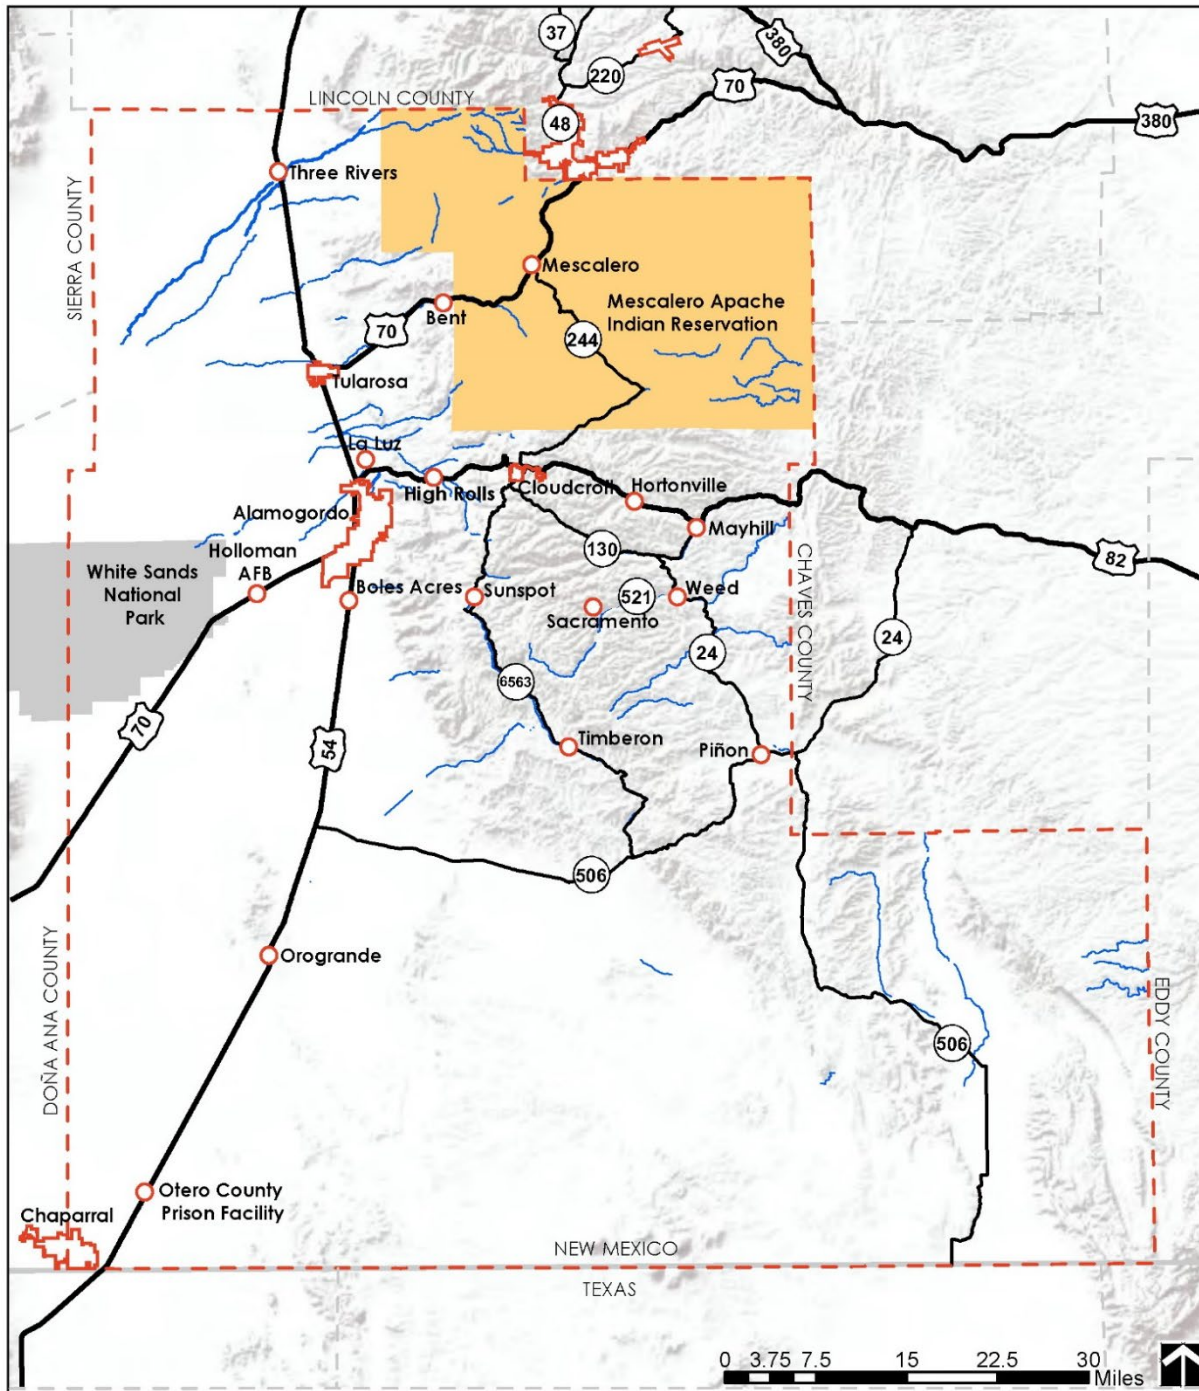 37
380
220
70
LINCOLN COUNTY
48
380
Three Rivers
SIERRA COUNTY
Mescalero
Mescalero Apache
Indian Reservation
Bent
70
244
Tularosa
La Luz
High Rolls
Cloudcroft
Hortonville
Alamogordo
Mayhill
Holloman
AFB
130
CHAVES COUNTY
82
White Sands
National
Park
Boles Acres
Sunspot
521
Weed
Sacramento
24
24
6563
70
54
Timberon
Piñon
506
Orogrande
DOÑA ANA COUNTY
EDDY COUNTY
506
Otero County
Prison Facility
Chaparral
NEW MEXICO
TEXAS
0 3.75 7.5 15 22.5 30
Miles